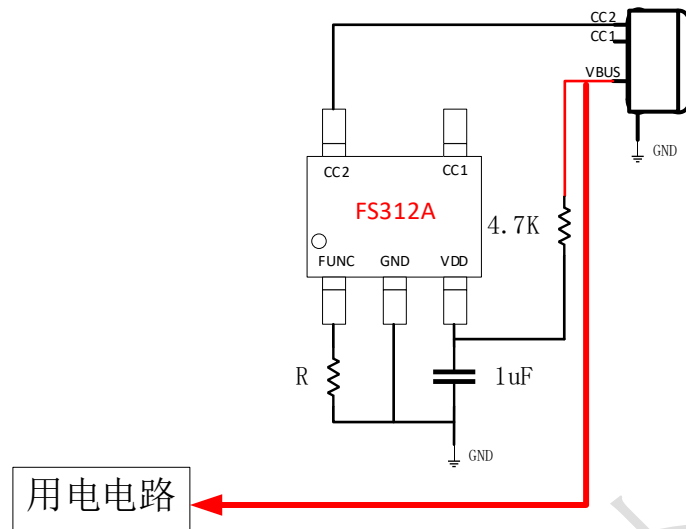 CC2
CC1
VBUS
GND
CC2
CC1
FS312A
4.7K
FUNC
GND
VDD
R
1uF
GND
用电电路